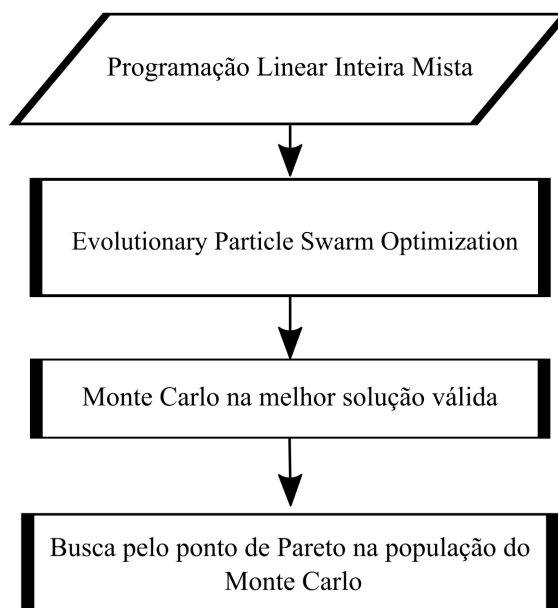 Programação Linear Inteira Mista
Evolutionary Particle Swarm Optimization
Monte Carlo na melhor solução válida
Busca pelo ponto de Pareto na população do
Monte Carlo